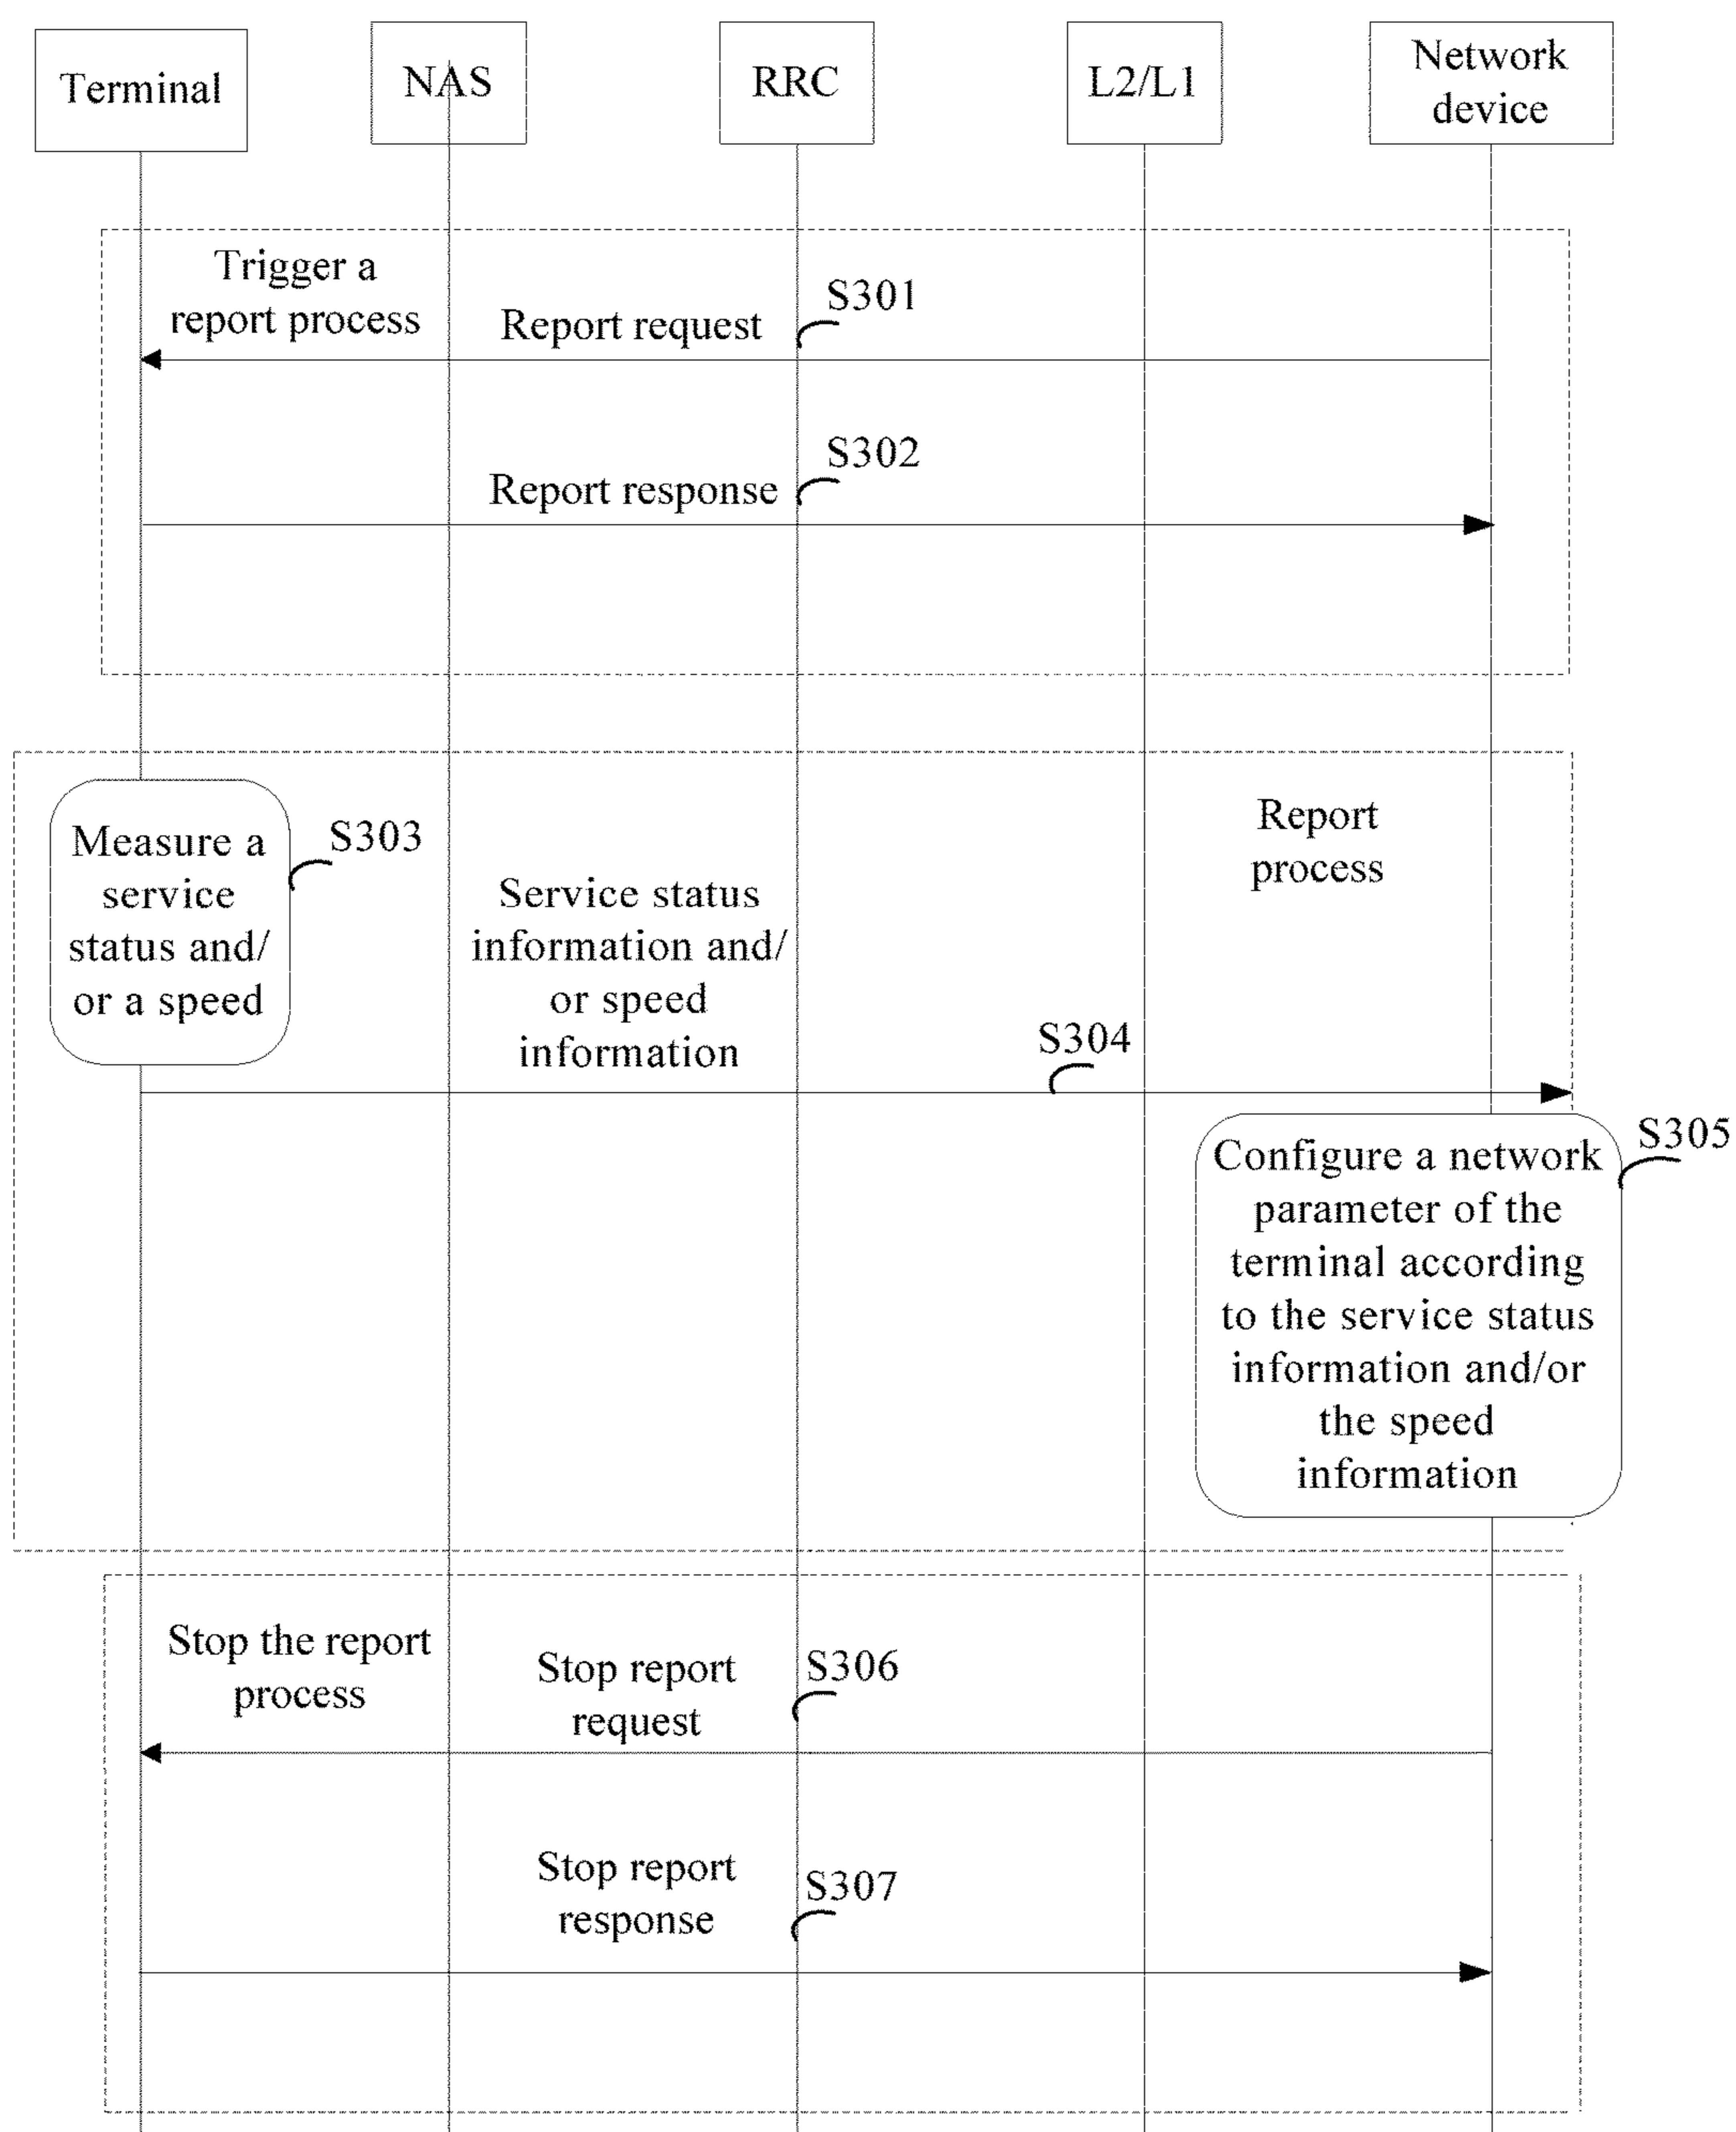 Terminal
NAS
RRC
L2/L1
Network
device
Trigger a
report process
Report request
S301
Report response
S302
Measure a
service
status and/
or a speed
S303
Service status
information and/
or speed
information
Report
process
S304
Configure a network
parameter of the
terminal according
to the service status
information and/or
the speed
information
S305
Stop the report
process
Stop report
request
S306
Stop report
response
S307